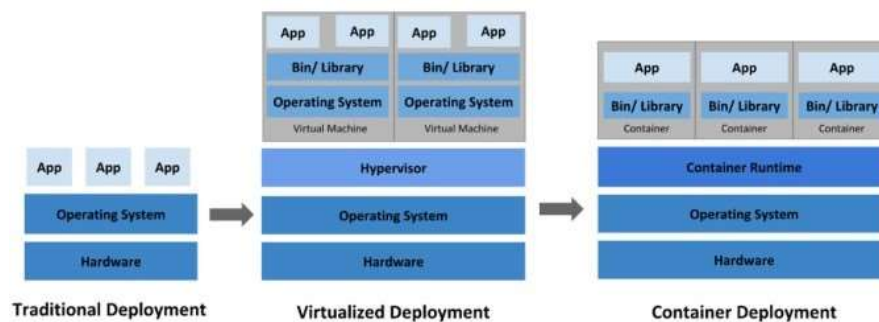 App App App
Operating System
Hardware
Traditional Deployment
App App App App
Bin/ Library Bin/ Library
Operating System Operating System
Virtual Machine Virtual Machine
Hypervisor
Operating System
Hardware
Virtualized Deployment
App App App
Bin/ Library Bin/ Library Bin/ Library
Container Container Container
Container Runtime
Operating System
Hardware
Container Deployment